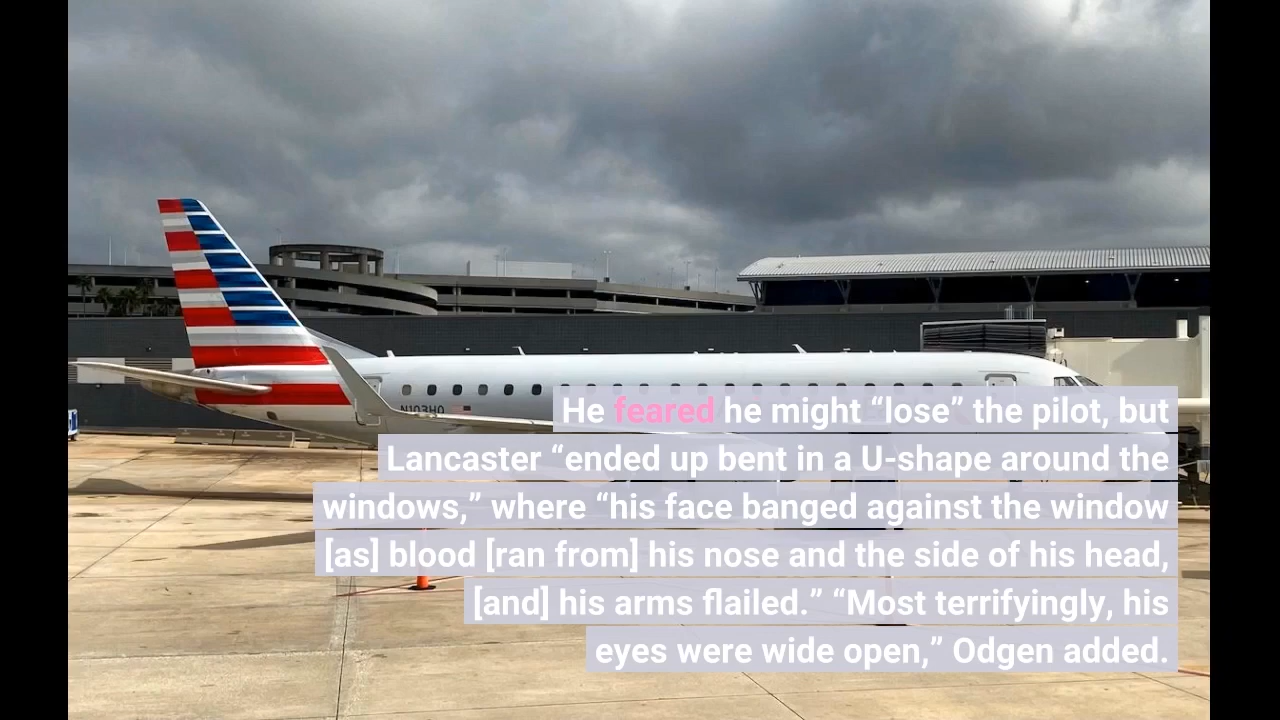 N103HQ
He feared he might “lose” the pilot, but
Lancaster “ended up bent in a U-shape around the
windows,” where “his face banged against the window
[as] blood [ran from] his nose and the side of his head,
[and] his arms flailed.” “Most terrifyingly, his
eyes were wide open,” Odgen added.